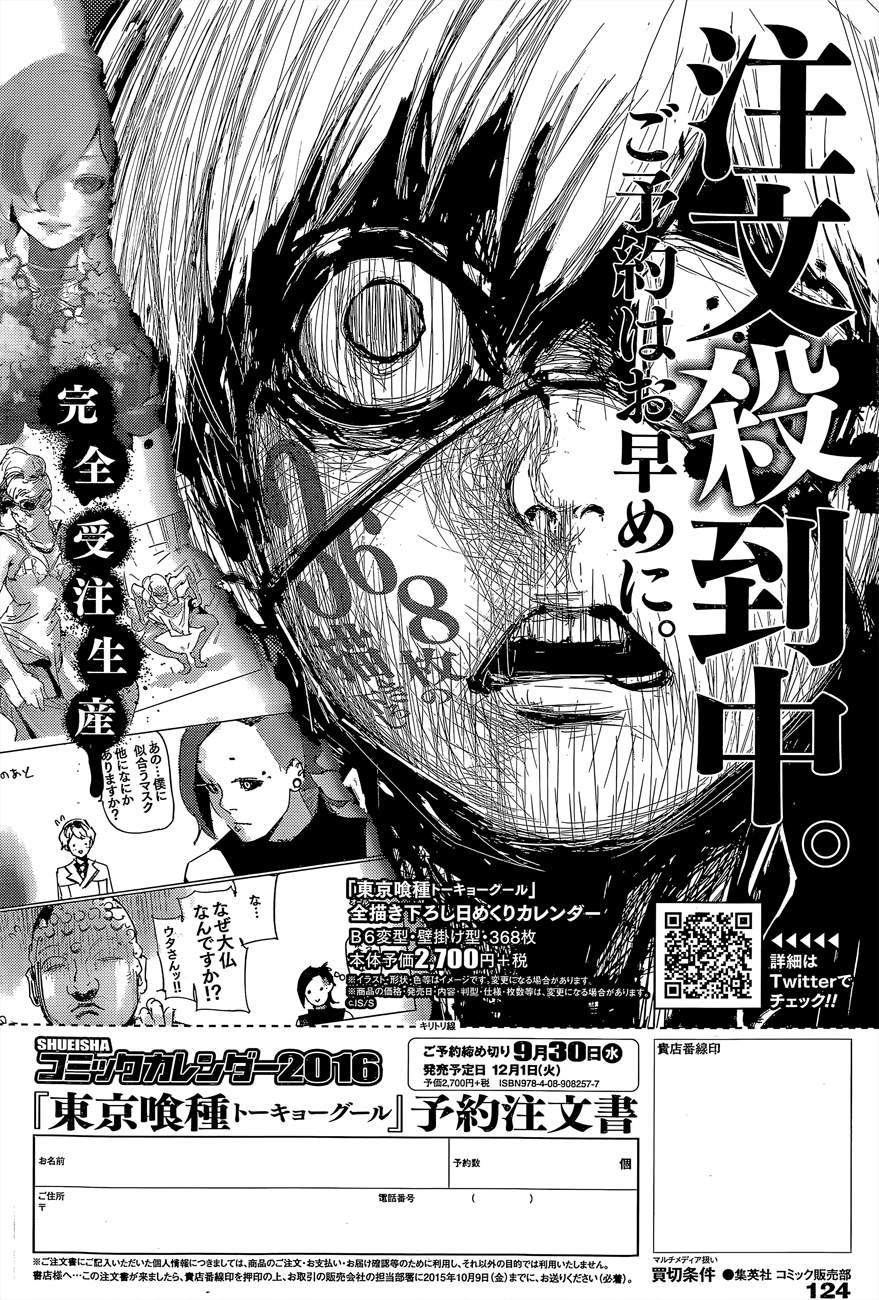 注文殺到中。
ご予約はお早めに。
368枚の描き下ろし
完全受注生産
のあと
あの…僕に
似合うマスク
他になにか
ありますか?
な…
なぜ大仏
なんですか!?
ウタさんッ!!
「東京喰種トーキョーグール」
全描き下ろし日めくりカレンダー
B6変型・壁掛け型・368枚
本体予価2,700円+税
※イラスト・形状・色等はイメージです。変更になる場合があります。
※商品の価格・発売日・内容・判型・仕様・枚数等は、変更になる場合があります。
©IS/S
◀◀◀◀◀
詳細は
Twitterで
チェック!!
キリトリ線
SHUEISHA
コミックカレンダー2016
ご予約締め切り9月30日水
発売予定日 12月1日(火)
予価2,700円+税 ISBN978-4-08-908257-7
『東京喰種トーキョーグール』予約注文書
お名前
予約数
個
ご住所
〒
電話番号 ( )
貴店番線印
※ご注文書にご記入いただいた個人情報につきましては、商品のご注文・お支払い・お届け確認等のために利用し、それ以外の目的では利用いたしません。
書店様へ…この注文書が来ましたら、貴店番線印を押印の上、お取引の販売会社の担当部署に2015年10月9日(金)までに、お送りください(必着)。
マルチメディア扱い
買切条件 ●集英社 コミック販売部
124